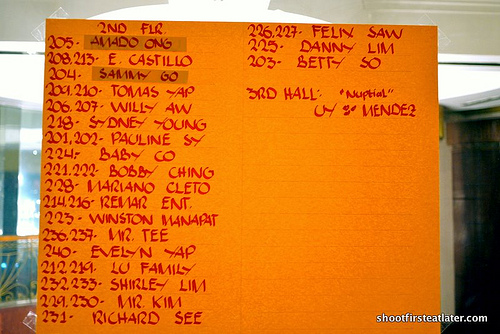 2ND FLR.
205- AMADO ONG
208,213- E. CASTILLO
204- SAMMY GO
209,210- TOMAS YAP
206,207- WILLY AW
218- SYDNEY YOUNG
201,202- PAULINE SY
224- BABY CO
221,222- BOBBY CHING
228- MARIANO CLETO
214,216- REMAR ENT.
223- WINSTON MANAPAT
236,237- MR. TEE
240- EVELYN YAP
212,219- LU FAMILY
232,233- SHIRLEY LIM
229,230- MR. KIM
231- RICHARD SEE
226,227- FELIX SAW
225- DANNY LIM
203- BETTY SO
3RD HALL: "Nuptial"
UY & MENDEZ
shootfirsteatlater.com